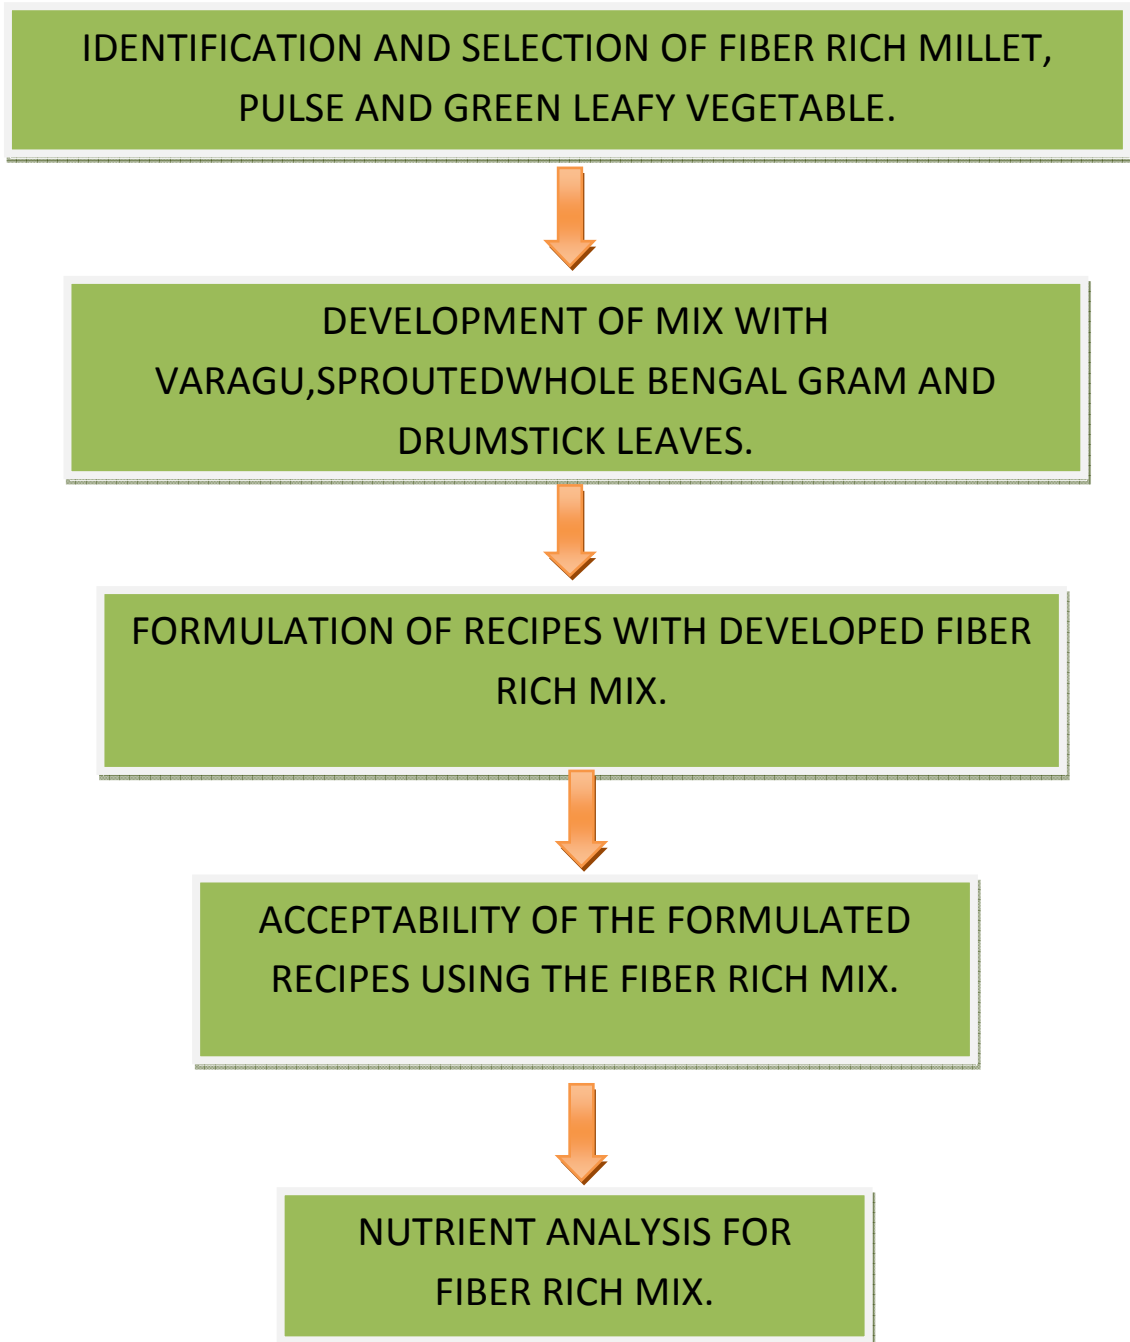 IDENTIFICATION AND SELECTION OF FIBER RICH MILLET,
PULSE AND GREEN LEAFY VEGETABLE.
DEVELOPMENT OF MIX WITH
VARAGU,SPROUTEDWHOLE BENGAL GRAM AND
DRUMSTICK LEAVES.
FORMULATION OF RECIPES WITH DEVELOPED FIBER
RICH MIX.
ACCEPTABILITY OF THE FORMULATED
RECIPES USING THE FIBER RICH MIX.
NUTRIENT ANALYSIS FOR
FIBER RICH MIX.